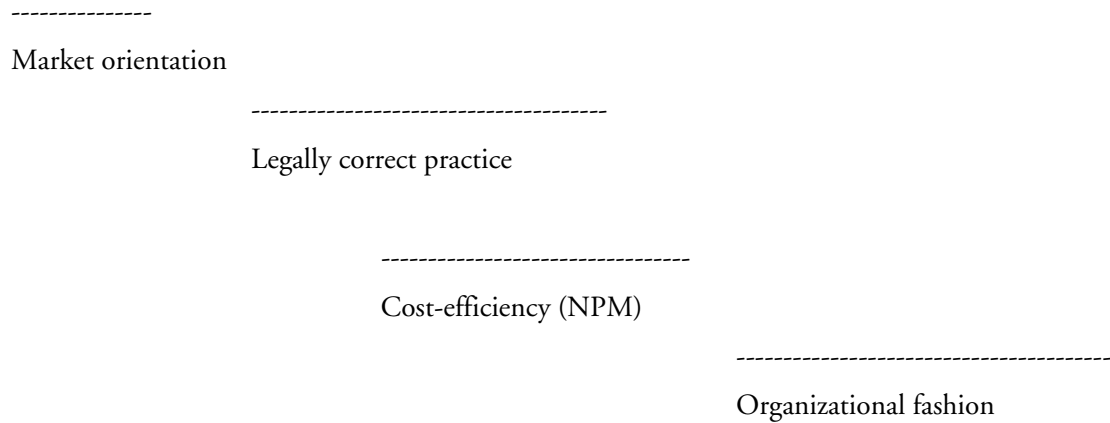 ---------------
Market orientation
--------------------------------------
Legally correct practice
---------------------------------
Cost-efficiency (NPM)
----------------------------------------
Organizational fashion